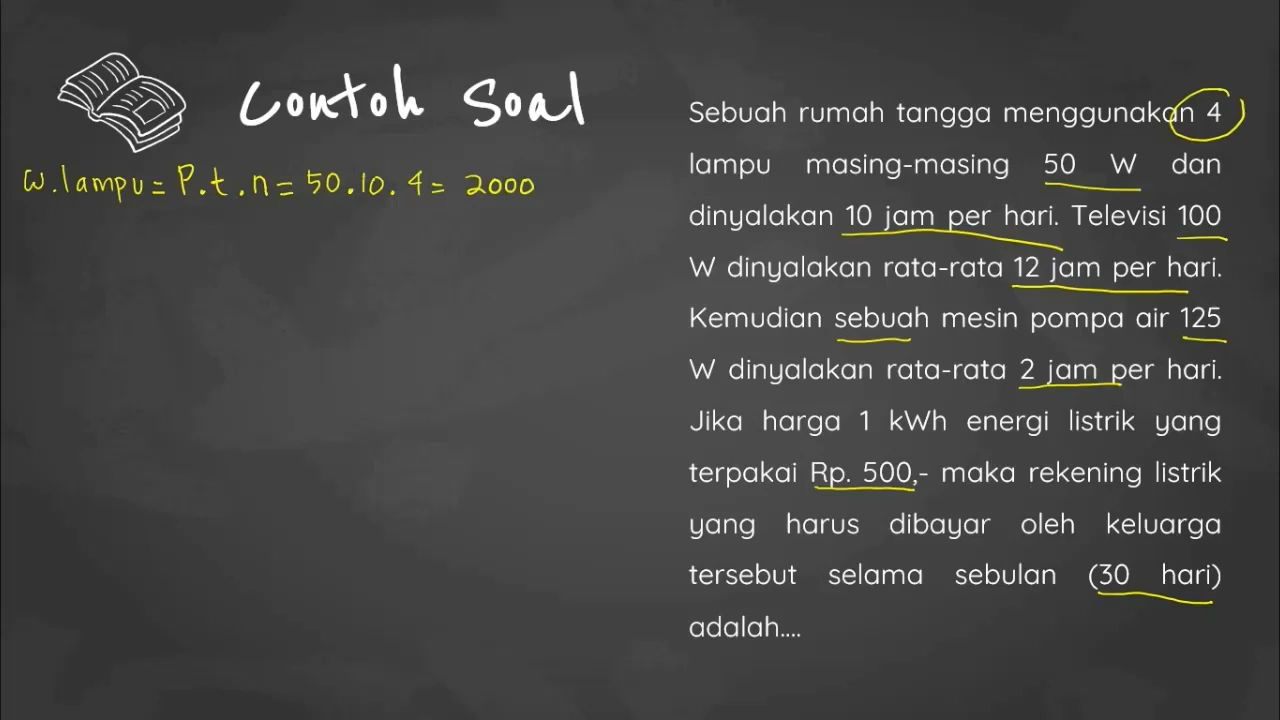 Contoh Soal
W.lampu = P.t.n = 50.10.4 = 2000
Sebuah rumah tangga menggunakan 4
lampu masing-masing 50 W dan
dinyalakan 10 jam per hari. Televisi 100
W dinyalakan rata-rata 12 jam per hari.
Kemudian sebuah mesin pompa air 125
W dinyalakan rata-rata 2 jam per hari.
Jika harga 1 kWh energi listrik yang
terpakai Rp. 500,- maka rekening listrik
yang harus dibayar oleh keluarga
tersebut selama sebulan (30 hari)
adalah....